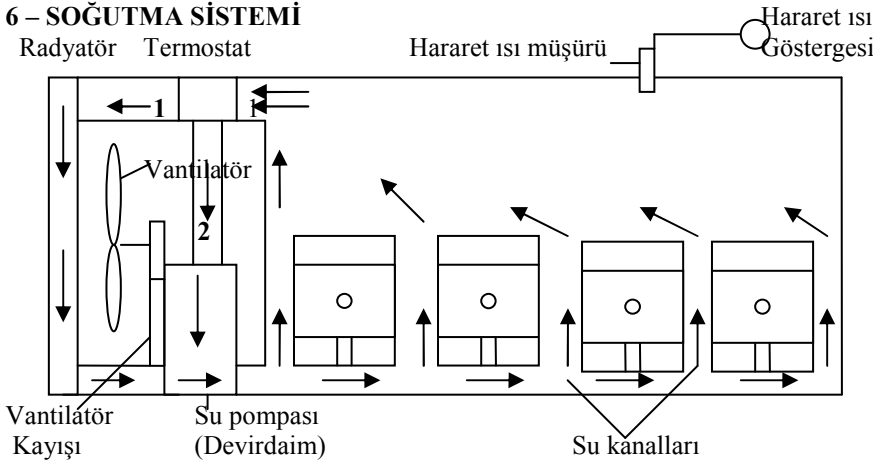 6 – SOĞUTMA SİSTEMİ
Hararet ısı
Göstergesi
Radyatör Termostat Hararet ısı müşürü
1 1
Vantilatör
2
Vantilatör
Kayışı
Su pompası
(Devirdaim)
Su kanalları